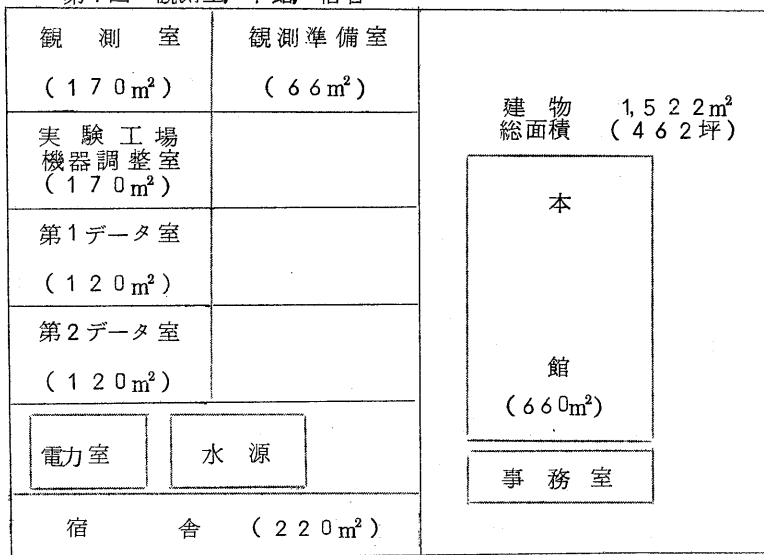 観測室
(170m²)
観測準備室
(66m²)
実験工場
機器調整室
(170m²)
第1データ室
(120m²)
第2データ室
(120m²)
電力室
水源
宿舎 (220m²)
建物 1,522m²
総面積 (462坪)
本
館
(660m²)
事務室